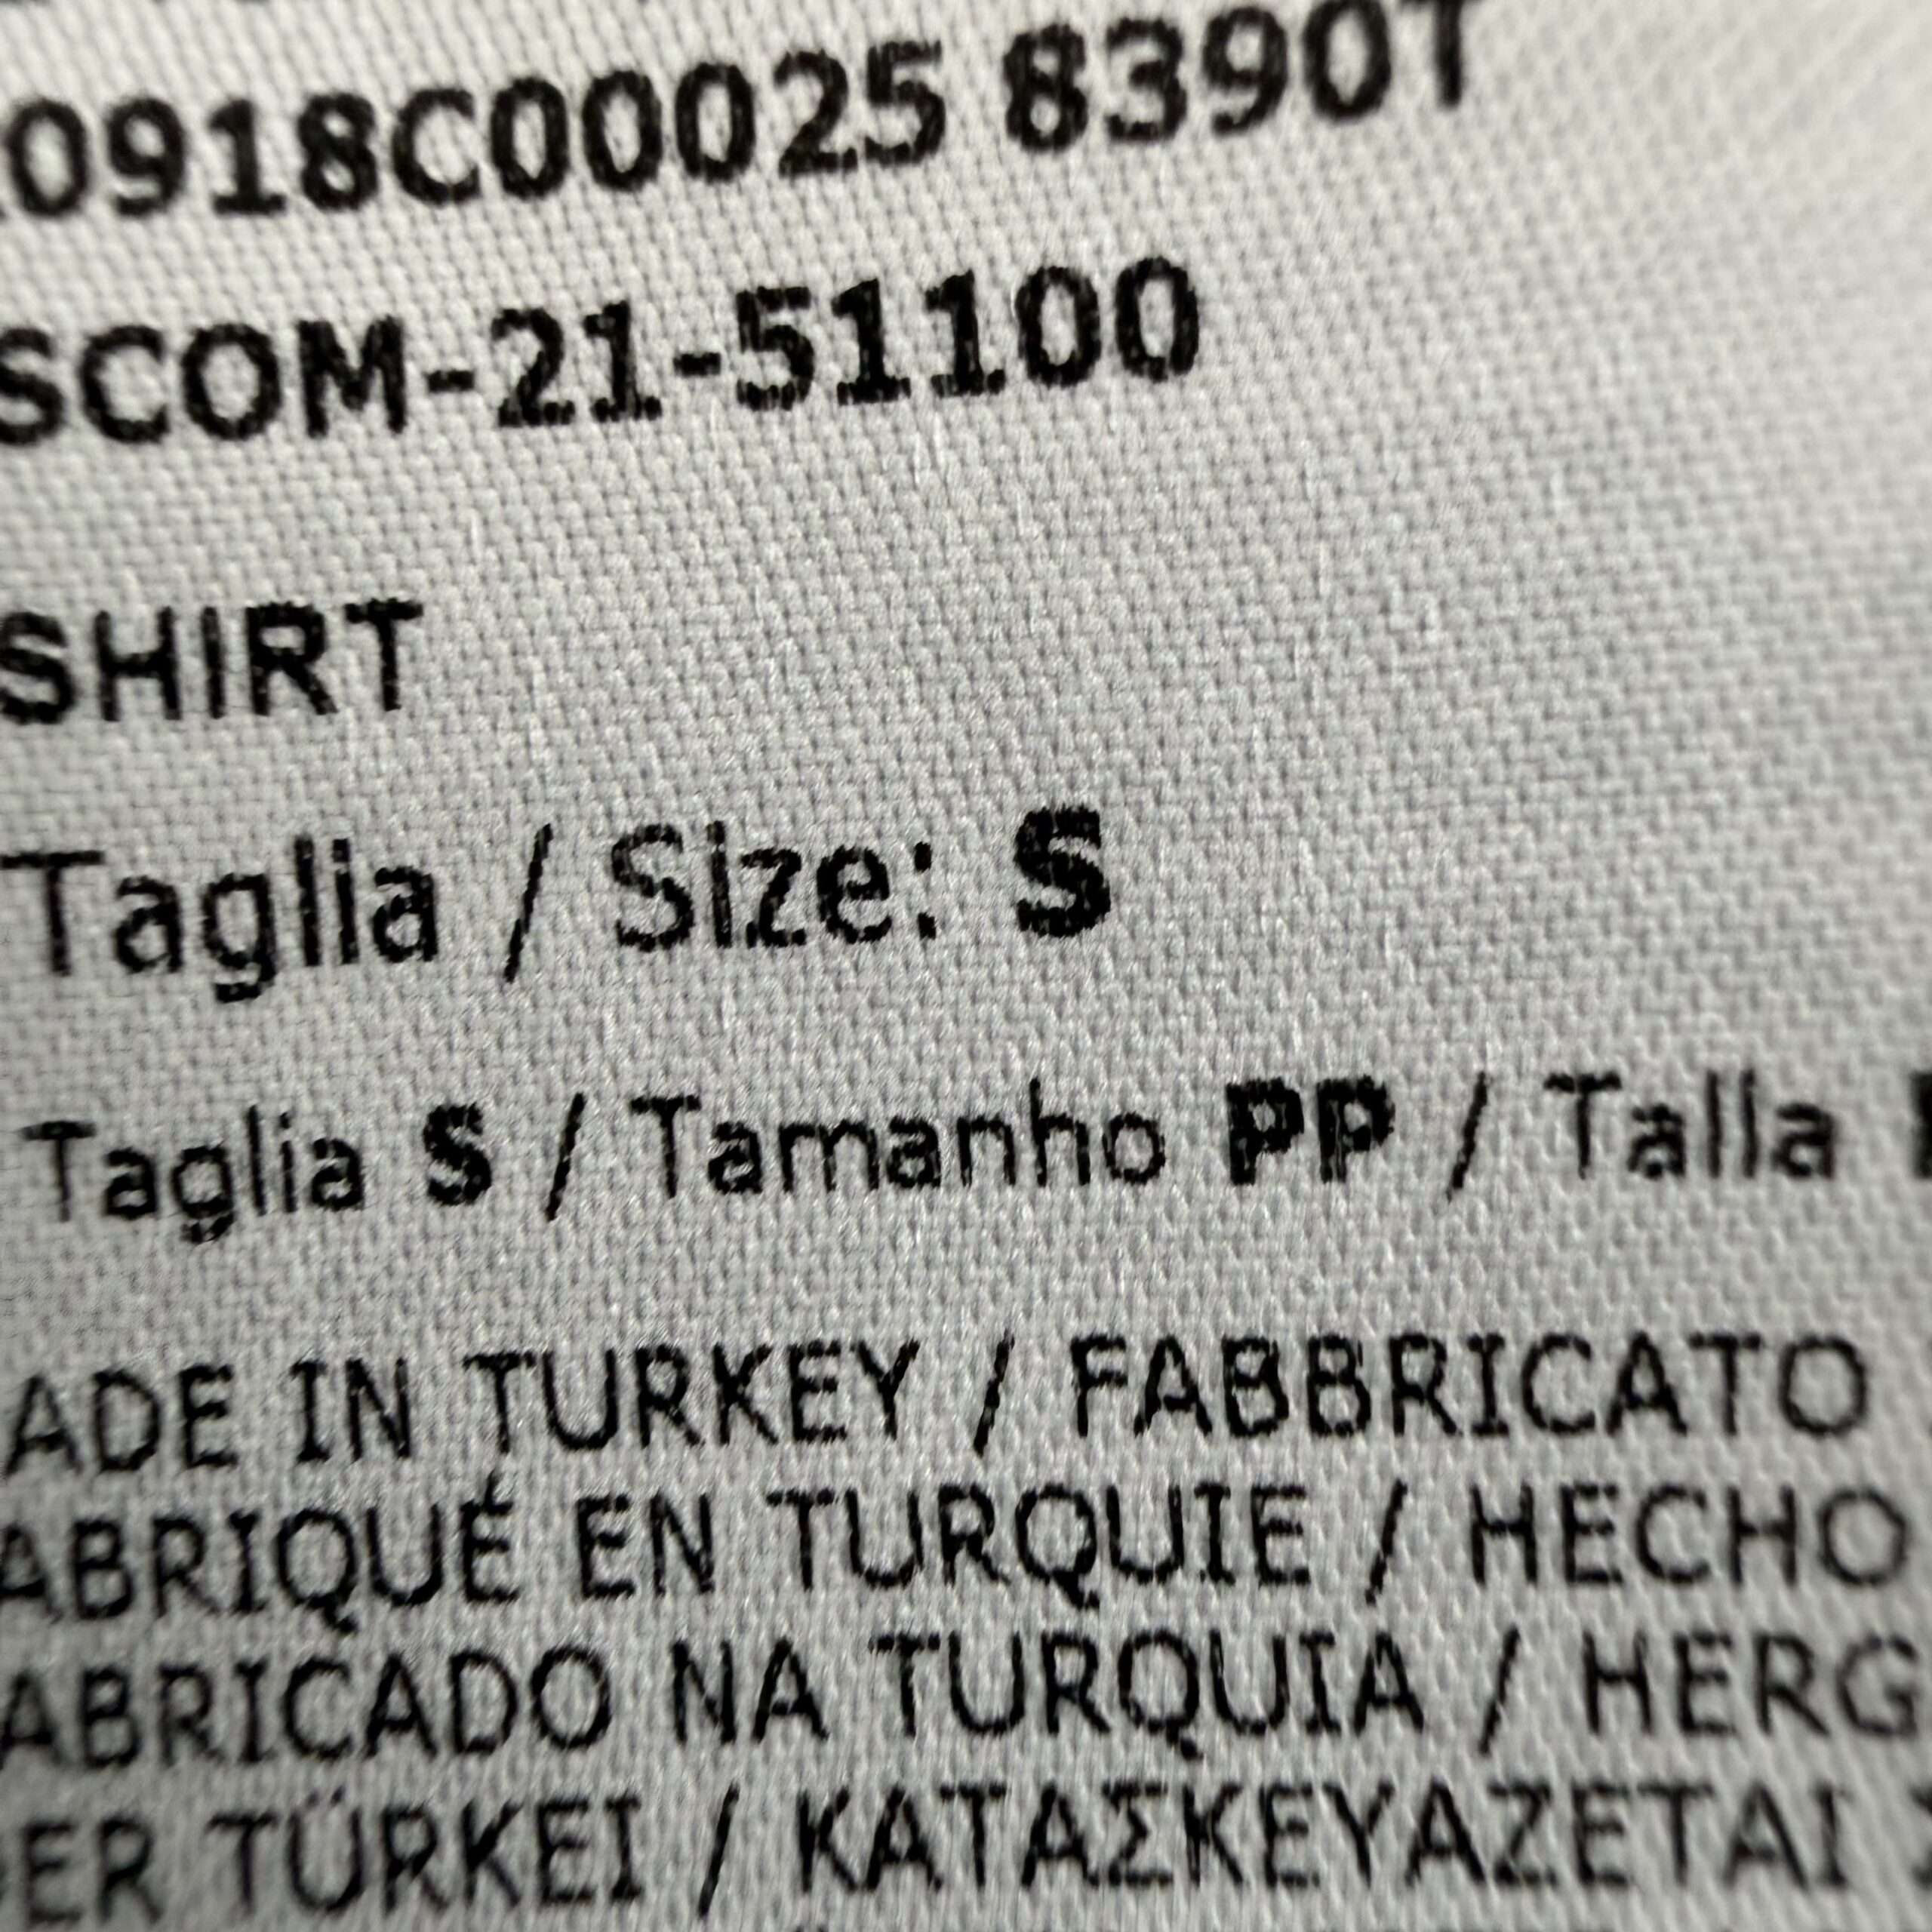 0918C00025 8390T
SCOM-21-51100
SHIRT
Taglia / Size: S
Taglia S / Tamanho PP / Talla
ADE IN TURKEY / FABBRICATO
ABRIQUÉ EN TURQUIE / HECHO
ABRICADO NA TURQUIA / HERG
ER TÜRKEI / ΚΑΤΑΣΚΕΥΑΖΕΤΑΙ